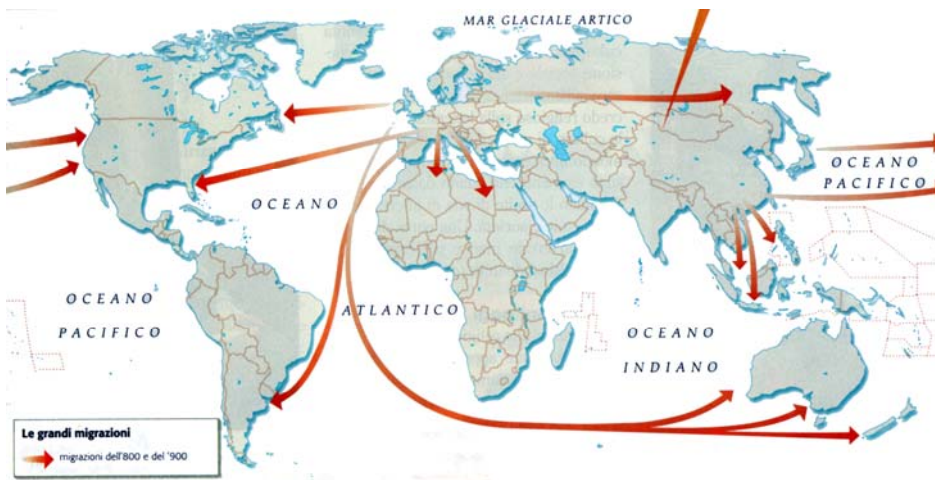 MAR GLACIALE ARTICO
OCEANO
PACIFICO
OCEANO
OCEANO
PACIFICO
ATLANTICO
OCEANO
INDIANO
Le grandi migrazioni
migrazioni dell'800 e del '900